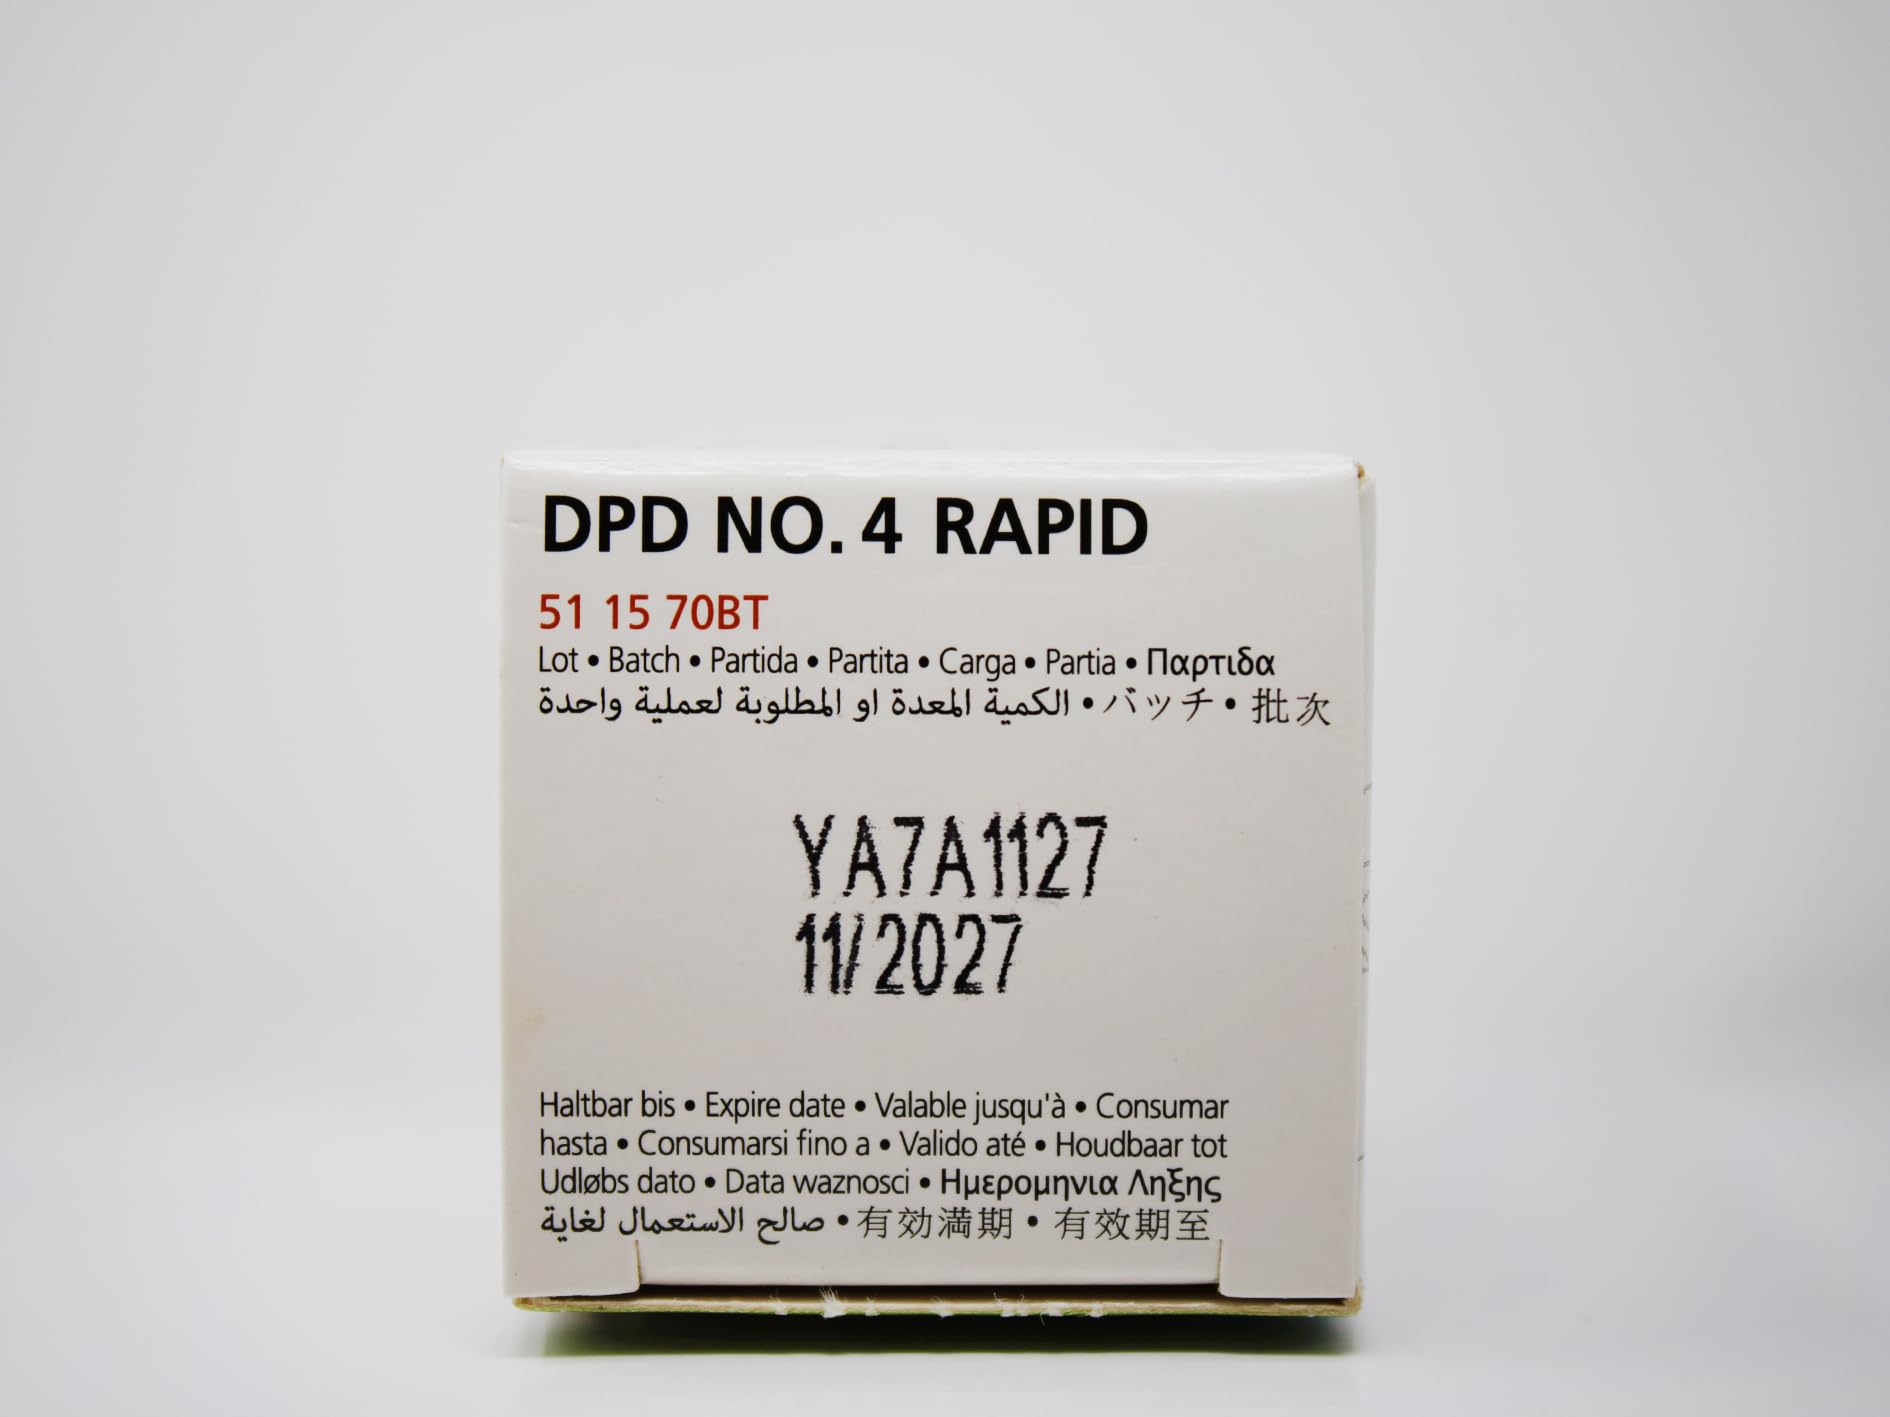 DPD NO. 4 RAPID
51 15 70BT
Lot • Batch • Partida • Partita • Carga • Partia • Παρτιδα
الكمية المعدة او المطلوبة لعملية واحدة • バッチ • 批次
YA7A1127
11/2027
Haltbar bis • Expire date • Valable jusqu'à • Consumar
hasta • Consumarsi fino a • Valido até • Houdbaar tot
Udløbs dato • Data waznosci • Ημερομηνια Ληξης
صالح الاستعمال لغاية • 有効満期 • 有效期至